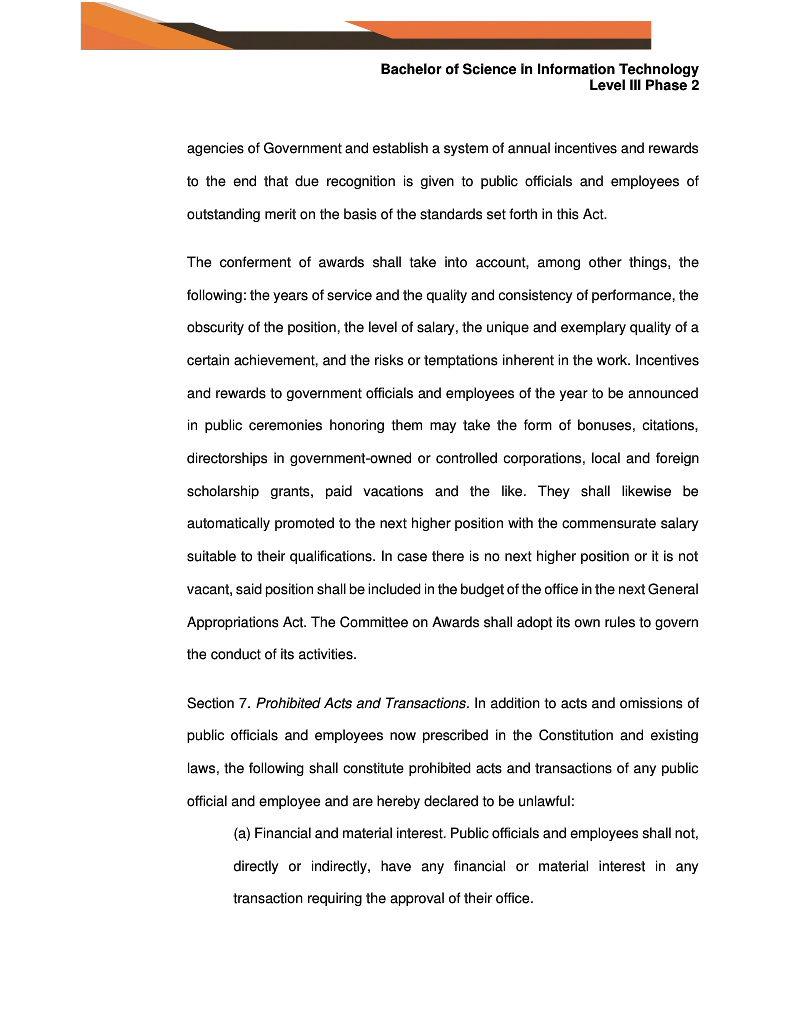 Bachelor of Science in Information Technology
Level III Phase 2
agencies of Government and establish a system of annual incentives and rewards
to the end that due recognition is given to public officials and employees of
outstanding merit on the basis of the standards set forth in this Act.
The conferment of awards shall take into account, among other things, the
following: the years of service and the quality and consistency of performance, the
obscurity of the position, the level of salary, the unique and exemplary quality of a
certain achievement, and the risks or temptations inherent in the work. Incentives
and rewards to government officials and employees of the year to be announced
in public ceremonies honoring them may take the form of bonuses, citations,
directorships in government-owned or controlled corporations, local and foreign
scholarship grants, paid vacations and the like. They shall likewise be
automatically promoted to the next higher position with the commensurate salary
suitable to their qualifications. In case there is no next higher position or it is not
vacant, said position shall be included in the budget of the office in the next General
Appropriations Act. The Committee on Awards shall adopt its own rules to govern
the conduct of its activities.
Section 7. Prohibited Acts and Transactions. In addition to acts and omissions of
public officials and employees now prescribed in the Constitution and existing
laws, the following shall constitute prohibited acts and transactions of any public
official and employee and are hereby declared to be unlawful:
(a) Financial and material interest. Public officials and employees shall not,
directly or indirectly, have any financial or material interest in any
transaction requiring the approval of their office.